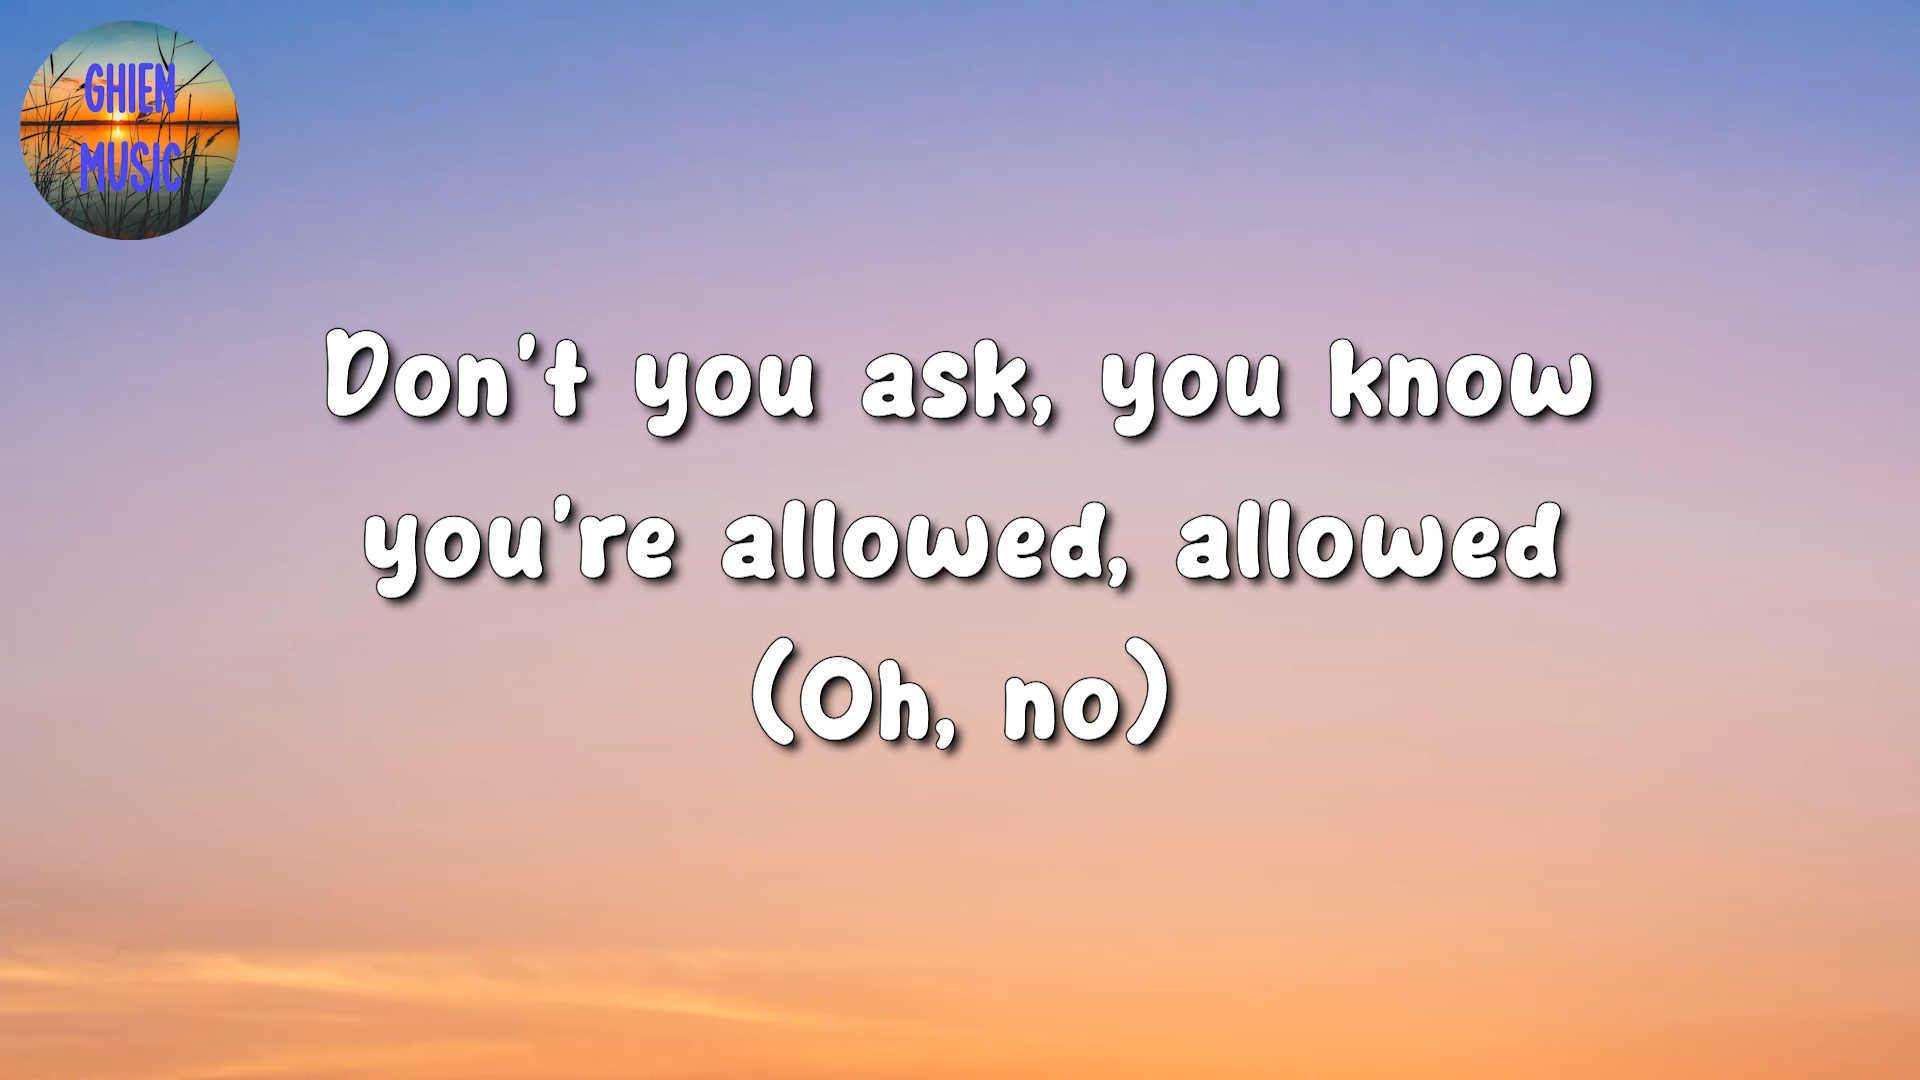 GHIEN
MUSIC
Don't you ask, you know
you're allowed, allowed
(Oh, no)